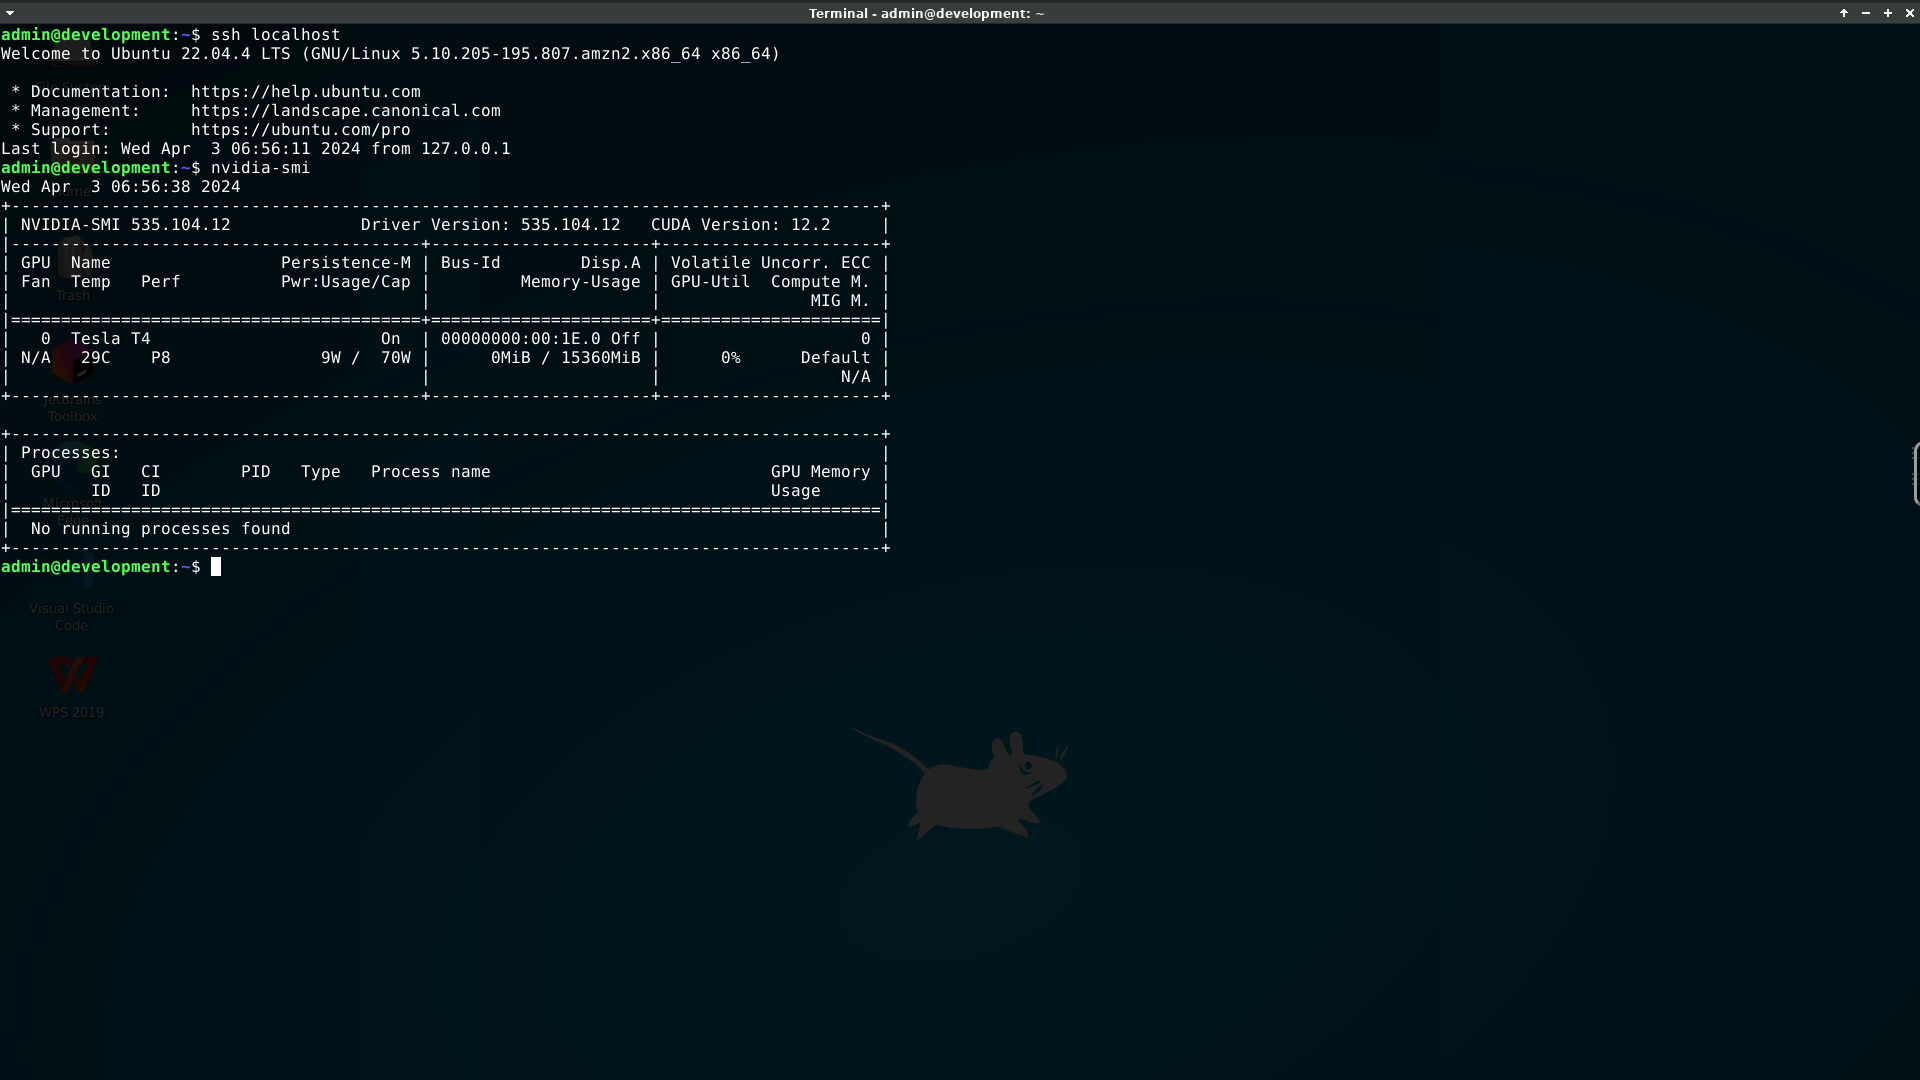 Terminal - admin@development: ~
admin@development:~$ ssh localhost
Welcome to Ubuntu 22.04.4 LTS (GNU/Linux 5.10.205-195.807.amzn2.x86_64 x86_64)

 * Documentation:  https://help.ubuntu.com
 * Management:     https://landscape.canonical.com
 * Support:        https://ubuntu.com/pro
Last login: Wed Apr  3 06:56:11 2024 from 127.0.0.1
admin@development:~$ nvidia-smi
Wed Apr  3 06:56:38 2024
+---------------------------------------------------------------------------------------+
| NVIDIA-SMI 535.104.12             Driver Version: 535.104.12   CUDA Version: 12.2     |
|-----------------------------------------+----------------------+----------------------+
| GPU  Name                 Persistence-M | Bus-Id        Disp.A | Volatile Uncorr. ECC |
| Fan  Temp   Perf          Pwr:Usage/Cap |         Memory-Usage | GPU-Util  Compute M. |
|                                         |                      |               MIG M. |
|=========================================+======================+======================|
|   0  Tesla T4                       On  | 00000000:00:1E.0 Off |                    0 |
| N/A   29C    P8               9W /  70W |      0MiB / 15360MiB |      0%      Default |
|                                         |                      |                  N/A |
+-----------------------------------------+----------------------+----------------------+

+---------------------------------------------------------------------------------------+
| Processes:                                                                            |
|  GPU   GI   CI        PID   Type   Process name                            GPU Memory |
|        ID   ID                                                             Usage      |
|=======================================================================================|
|  No running processes found                                                           |
+---------------------------------------------------------------------------------------+
admin@development:~$
Trash
JetBrains
Toolbox
Microsoft
Edge
Visual Studio
Code
WPS 2019